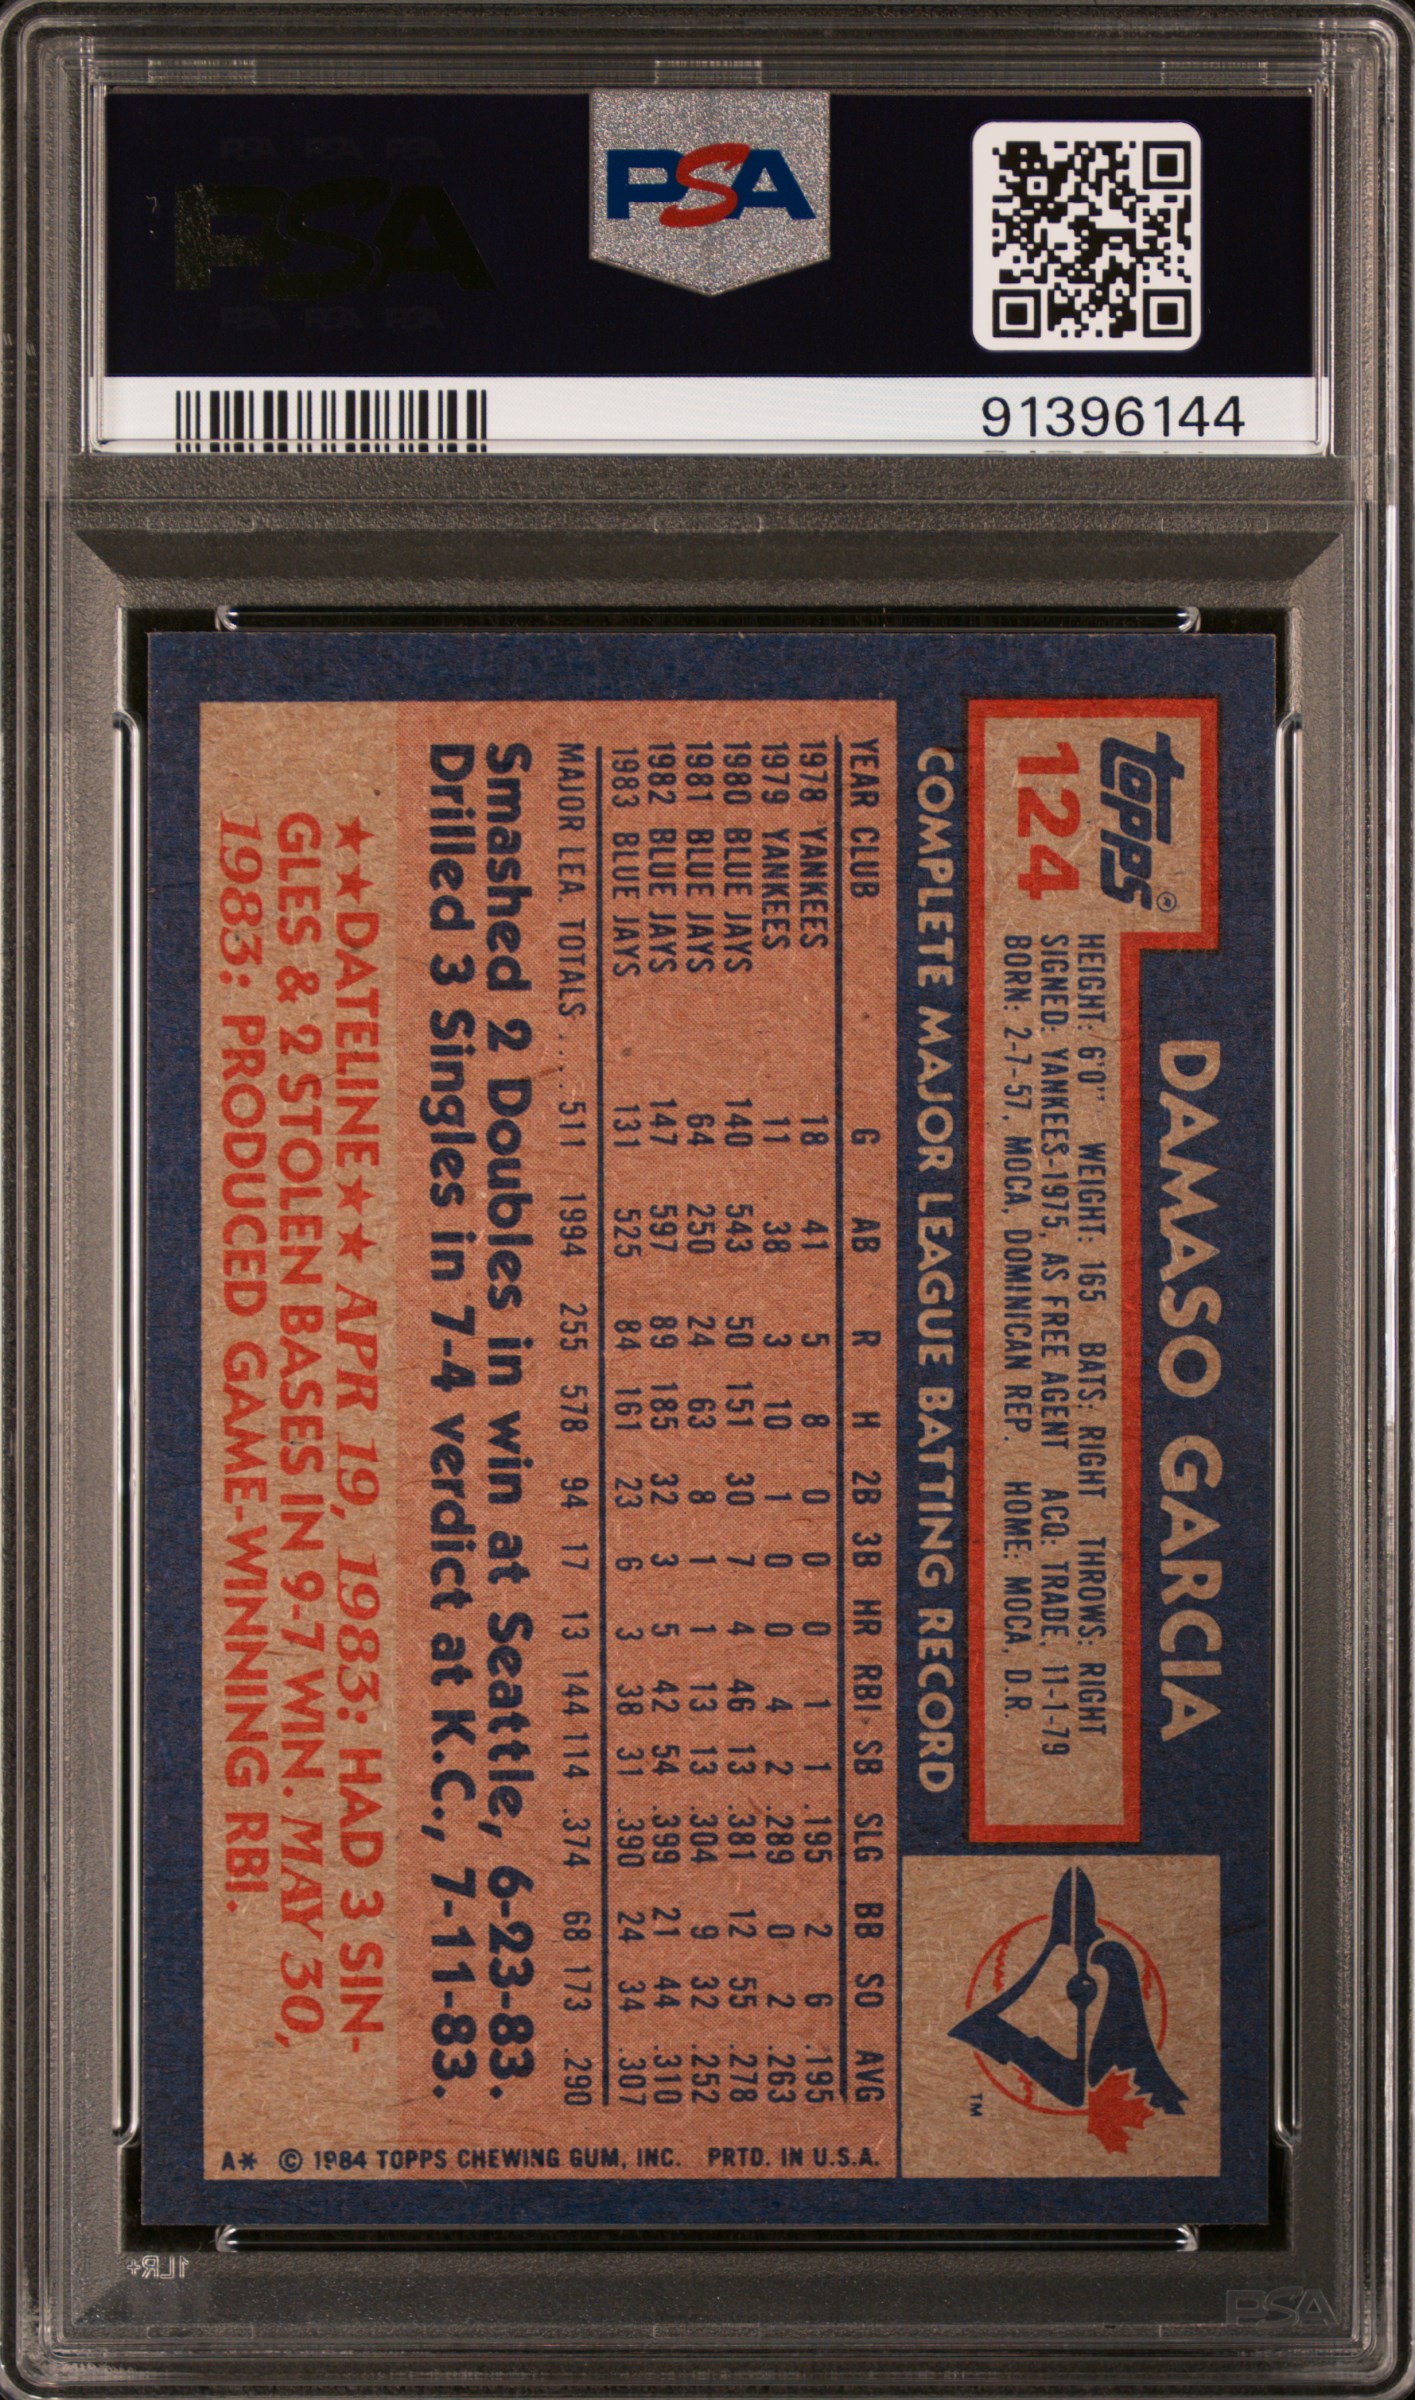 PSA PSA PSA
PSA
PSA PSA PSA
PSA
91396144
topps®
124
DAMASO GARCIA
HEIGHT: 6'0" WEIGHT: 165 BATS: RIGHT THROWS: RIGHT
SIGNED: YANKEES-1975, AS FREE AGENT ACQ: TRADE, 11-1-79
BORN: 2-7-57, MOCA, DOMINICAN REP. HOME: MOCA, D.R.
TM
COMPLETE MAJOR LEAGUE BATTING RECORD
YEAR CLUB G AB R H 2B 3B HR RBI SB SLG BB SO AVG
1978 YANKEES 18 41 5 8 0 0 0 1 1 .195 2 6 .195
1979 YANKEES 11 38 3 10 1 0 0 4 2 .289 0 2 .263
1980 BLUE JAYS 140 543 50 151 30 7 4 46 13 .381 12 55 .278
1981 BLUE JAYS 64 250 24 63 8 1 1 13 13 .304 9 32 .252
1982 BLUE JAYS 147 597 89 185 32 3 5 42 54 .399 21 44 .310
1983 BLUE JAYS 131 525 84 161 23 6 3 38 31 .390 24 34 .307
MAJOR LEA. TOTALS .... 511 1994 255 578 94 17 13 144 114 .374 68 173 .290
Smashed 2 Doubles in win at Seattle, 6-23-83.
Drilled 3 Singles in 7-4 verdict at K.C., 7-11-83.
★★DATELINE★★ APR 19, 1983: HAD 3 SIN-
GLES & 2 STOLEN BASES IN 9-7 WIN. MAY 30,
1983: PRODUCED GAME-WINNING RBI.
A* © 1984 TOPPS CHEWING GUM, INC. PRTD. IN U.S.A.
1LR+
PSA